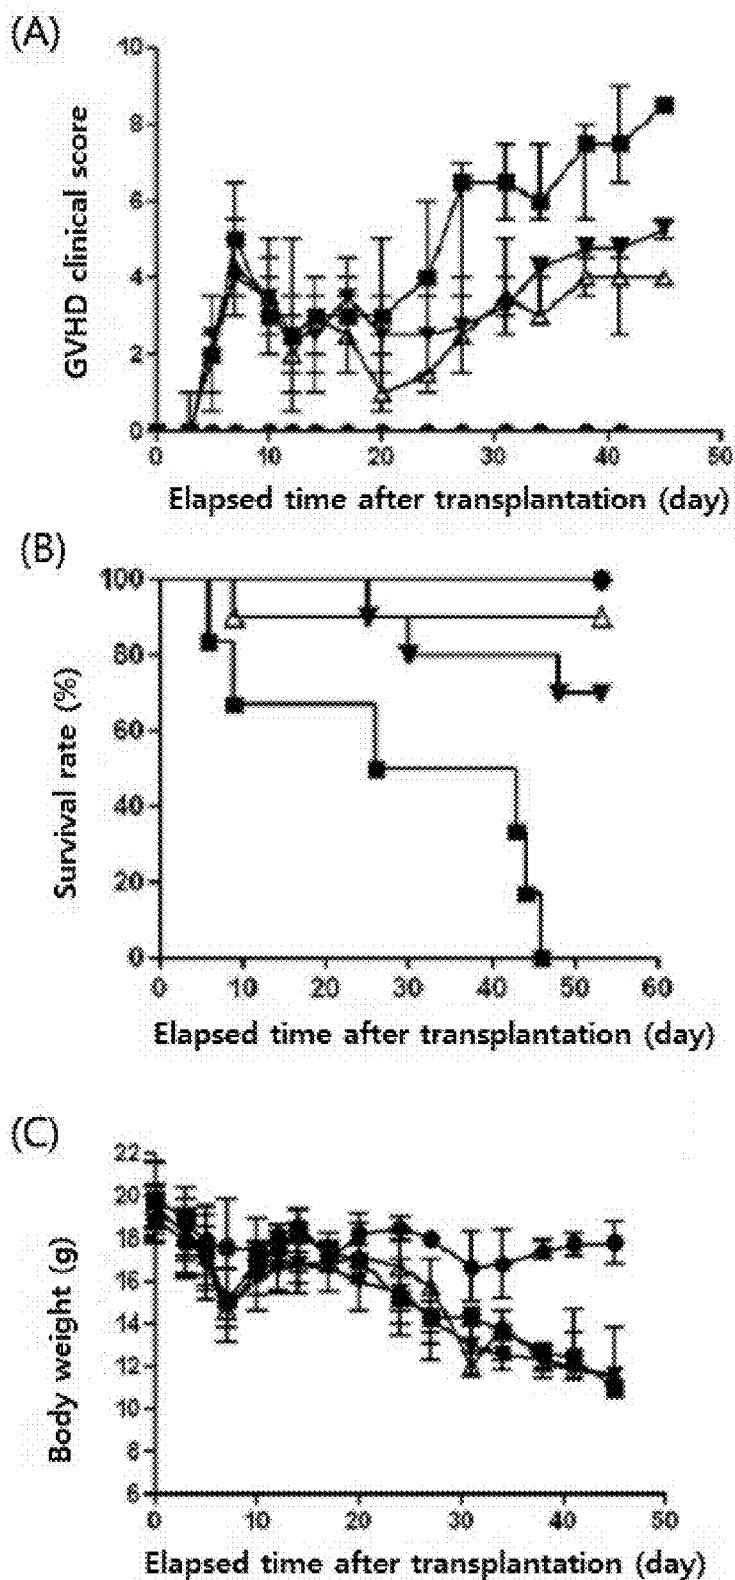 (A)
10
8
6
4
2
0
0 10 20 30 40 50
GVHD clinical score
Elapsed time after transplantation (day)
(B)
100
80
60
40
20
0
0 10 20 30 40 50 60
Survival rate (%)
Elapsed time after transplantation (day)
(C)
22
20
18
16
14
12
10
8
6
0 10 20 30 40 50
Body weight (g)
Elapsed time after transplantation (day)